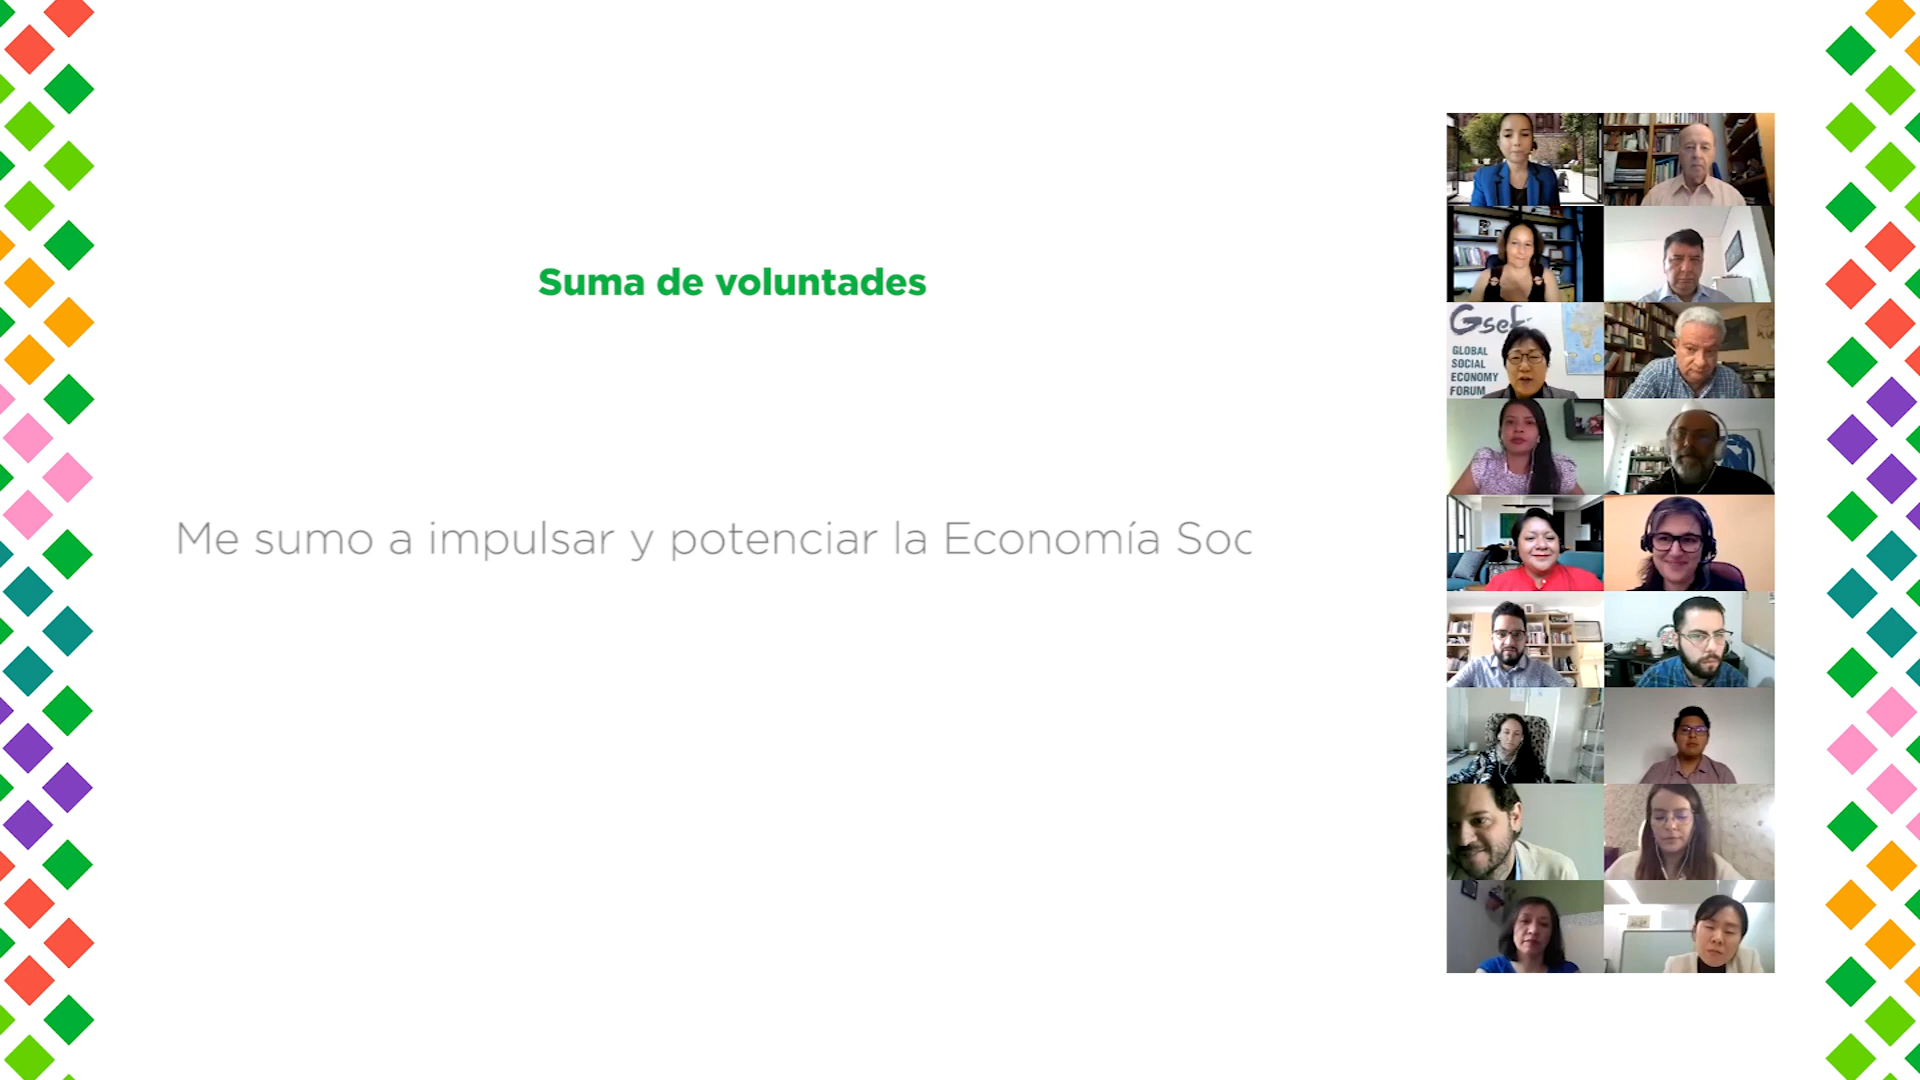 Suma de voluntades
Me sumo a impulsar y potenciar la Economía Soc
Gsef
GLOBAL
SOCIAL
ECONOMY
FORUM